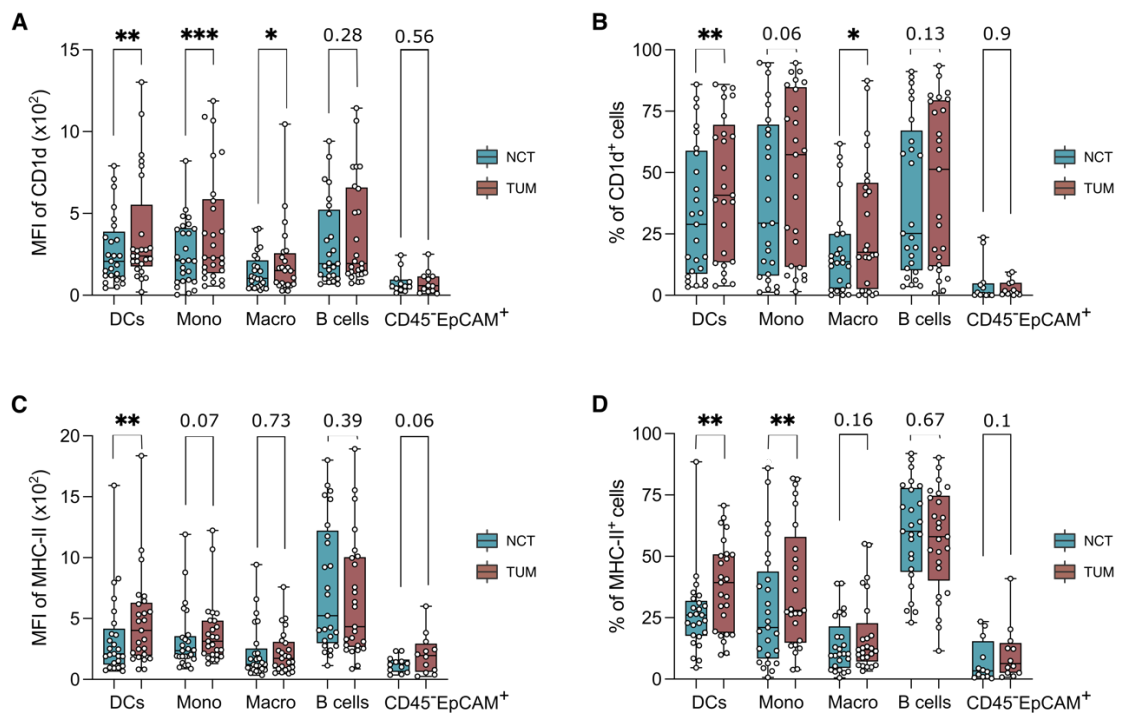 A
** *** * 0.28 0.56
15
10
5
0
MFI of CD1d (x10²)
DCs Mono Macro B cells CD45⁻EpCAM⁺
NCT
TUM
B
** 0.06 * 0.13 0.9
100
75
50
25
0
% of CD1d⁺ cells
DCs Mono Macro B cells CD45⁻EpCAM⁺
NCT
TUM
C
** 0.07 0.73 0.39 0.06
20
15
10
5
0
MFI of MHC-II (x10²)
DCs Mono Macro B cells CD45⁻EpCAM⁺
NCT
TUM
D
** ** 0.16 0.67 0.1
100
75
50
25
0
% of MHC-II⁺ cells
DCs Mono Macro B cells CD45⁻EpCAM⁺
NCT
TUM